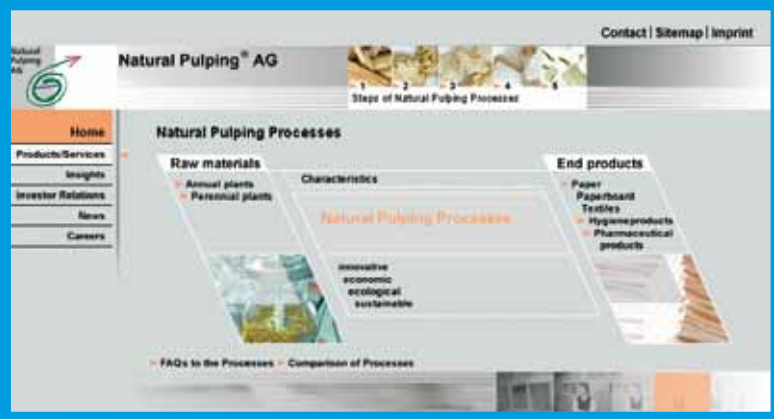 Contact | Sitemap | Imprint
Natural
Pulping
AG
Natural Pulping® AG
1 2 3 4 5
Steps of Natural Pulping Processes
Home
Products/Services
Insights
Investor Relations
News
Careers
Natural Pulping Processes
Raw materials
Annual plants
Perennial plants
Characteristics
Natural Pulping Processes
innovative
economic
ecological
sustainable
End products
Paper
Paperboard
Textiles
Hygieneproducts
Pharmaceutical
products
FAQs to the Processes Comparison of Processes